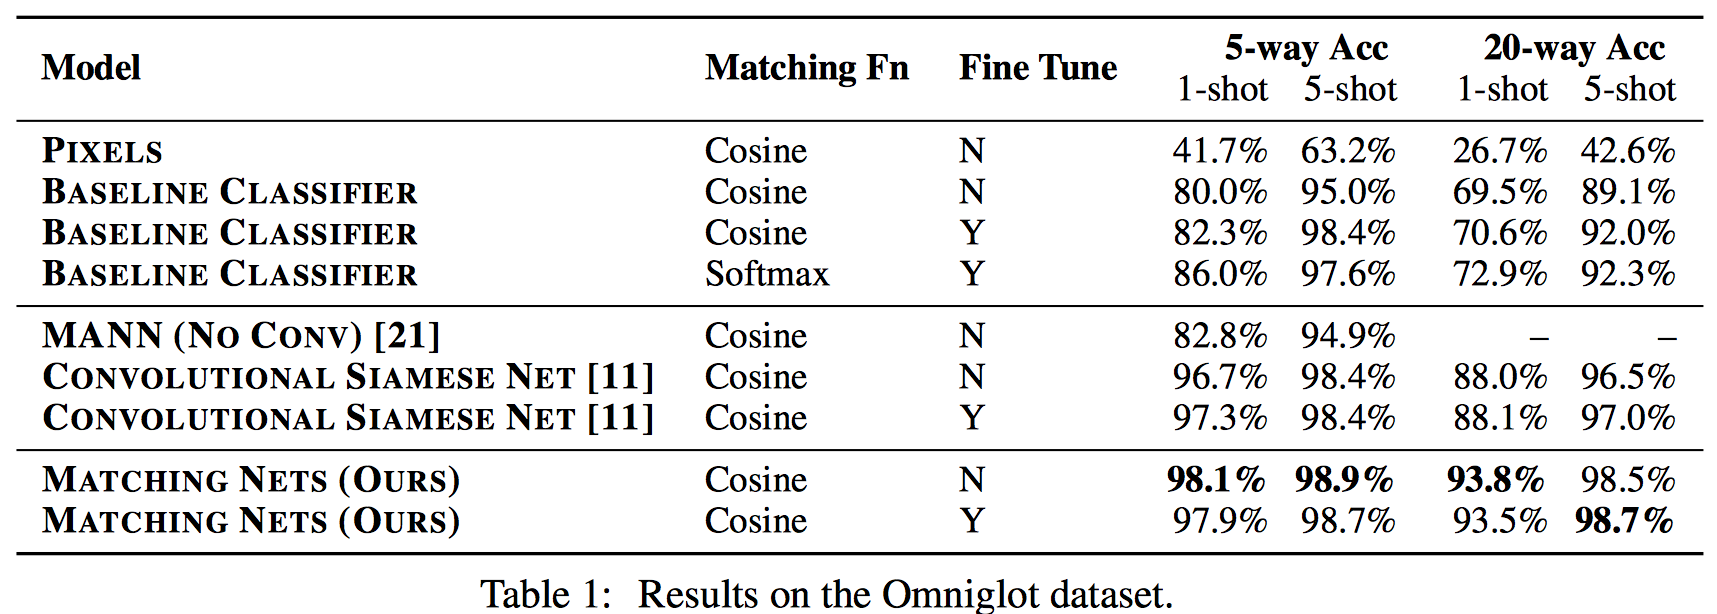 Model Matching Fn Fine Tune 5-way Acc 20-way Acc
1-shot 5-shot 1-shot 5-shot
PIXELS Cosine N 41.7% 63.2% 26.7% 42.6%
BASELINE CLASSIFIER Cosine N 80.0% 95.0% 69.5% 89.1%
BASELINE CLASSIFIER Cosine Y 82.3% 98.4% 70.6% 92.0%
BASELINE CLASSIFIER Softmax Y 86.0% 97.6% 72.9% 92.3%
MANN (NO CONV) [21] Cosine N 82.8% 94.9% – –
CONVOLUTIONAL SIAMESE NET [11] Cosine N 96.7% 98.4% 88.0% 96.5%
CONVOLUTIONAL SIAMESE NET [11] Cosine Y 97.3% 98.4% 88.1% 97.0%
MATCHING NETS (OURS) Cosine N 98.1% 98.9% 93.8% 98.5%
MATCHING NETS (OURS) Cosine Y 97.9% 98.7% 93.5% 98.7%
Table 1: Results on the Omniglot dataset.